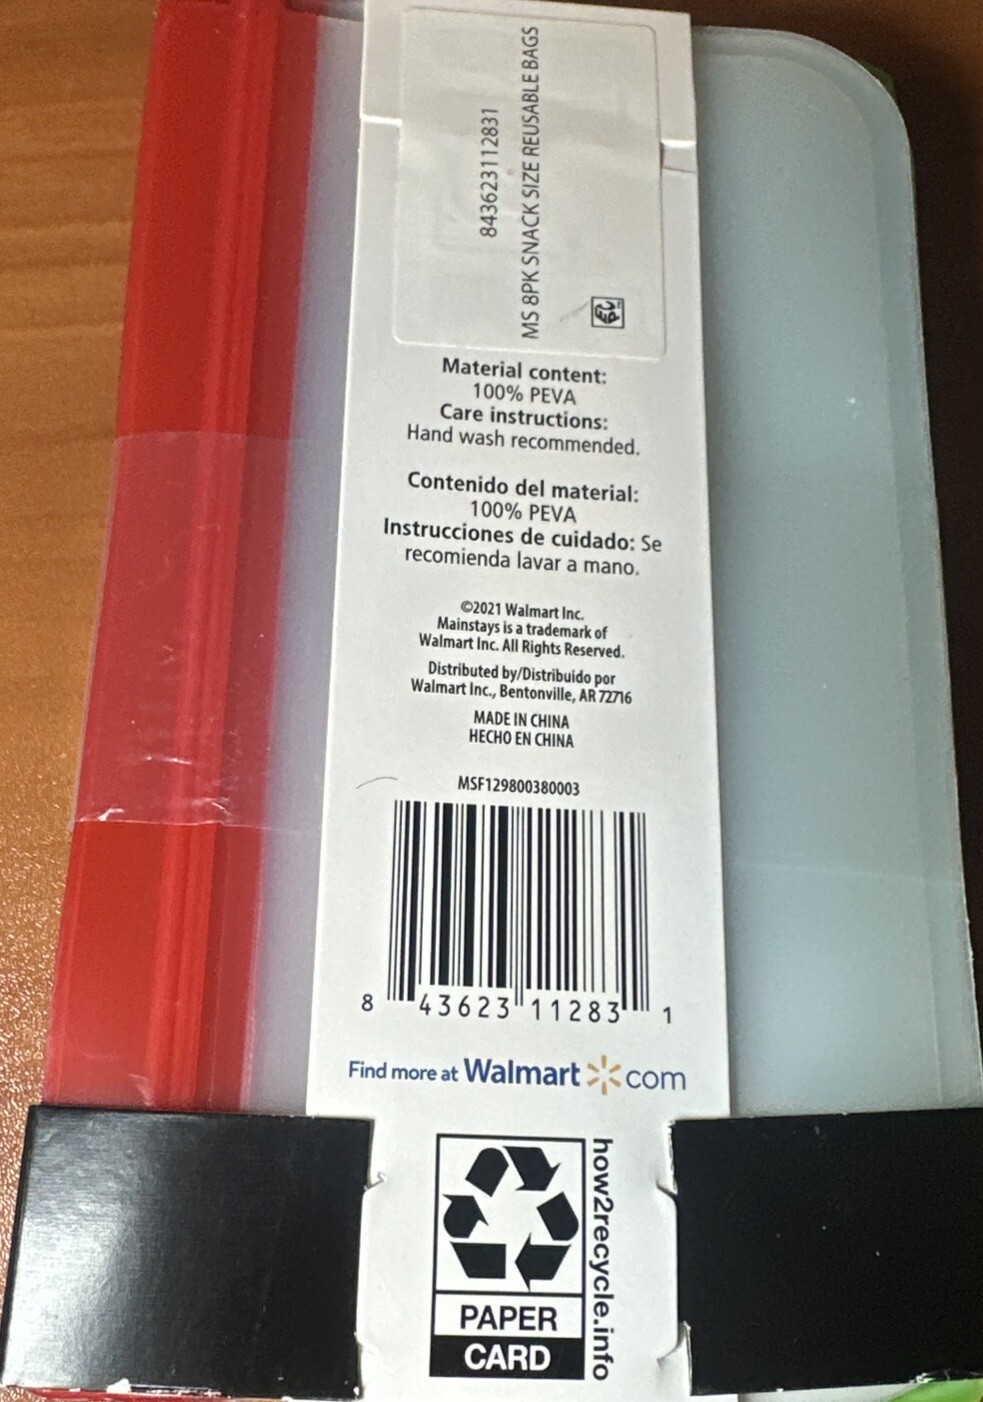 843623112831
MS 8PK SNACK SIZE REUSABLE BAGS
Material content:
100% PEVA
Care instructions:
Hand wash recommended.
Contenido del material:
100% PEVA
Instrucciones de cuidado: Se
recomienda lavar a mano.
©2021 Walmart Inc.
Mainstays is a trademark of
Walmart Inc. All Rights Reserved.
Distributed by/Distribuido por
Walmart Inc., Bentonville, AR 72716
MADE IN CHINA
HECHO EN CHINA
MSF129800380003
8 43623 11283 1
Find more at Walmart com
how2recycle.info
PAPER
CARD